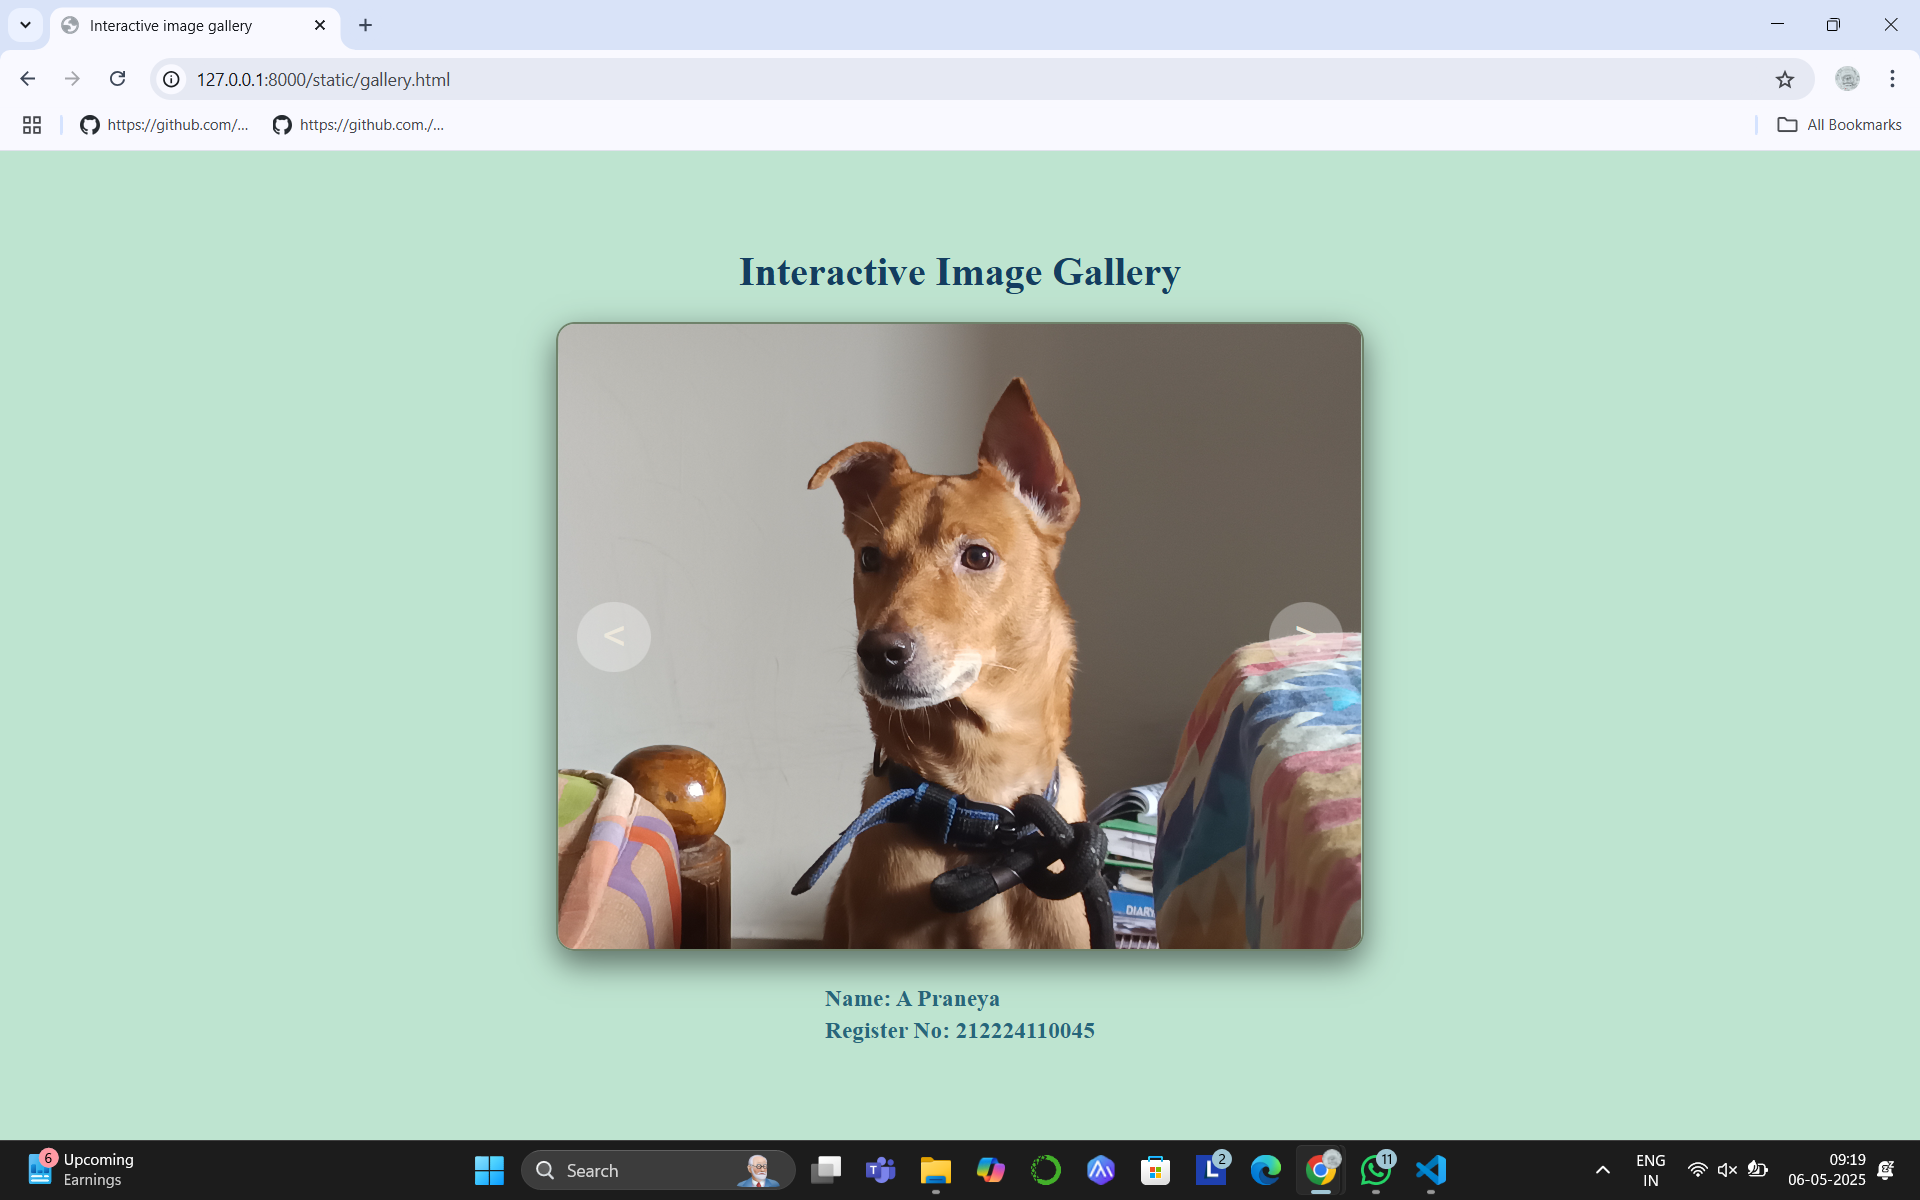 Interactive image gallery
127.0.0.1:8000/static/gallery.html
https://github.com/...
https://github.com./...
All Bookmarks
Interactive Image Gallery
<
>
DIARY
Name: A Praneya
Register No: 212224110045
6
Upcoming
Earnings
Search
T
L
2
11
ENG
IN
09:19
06-05-2025